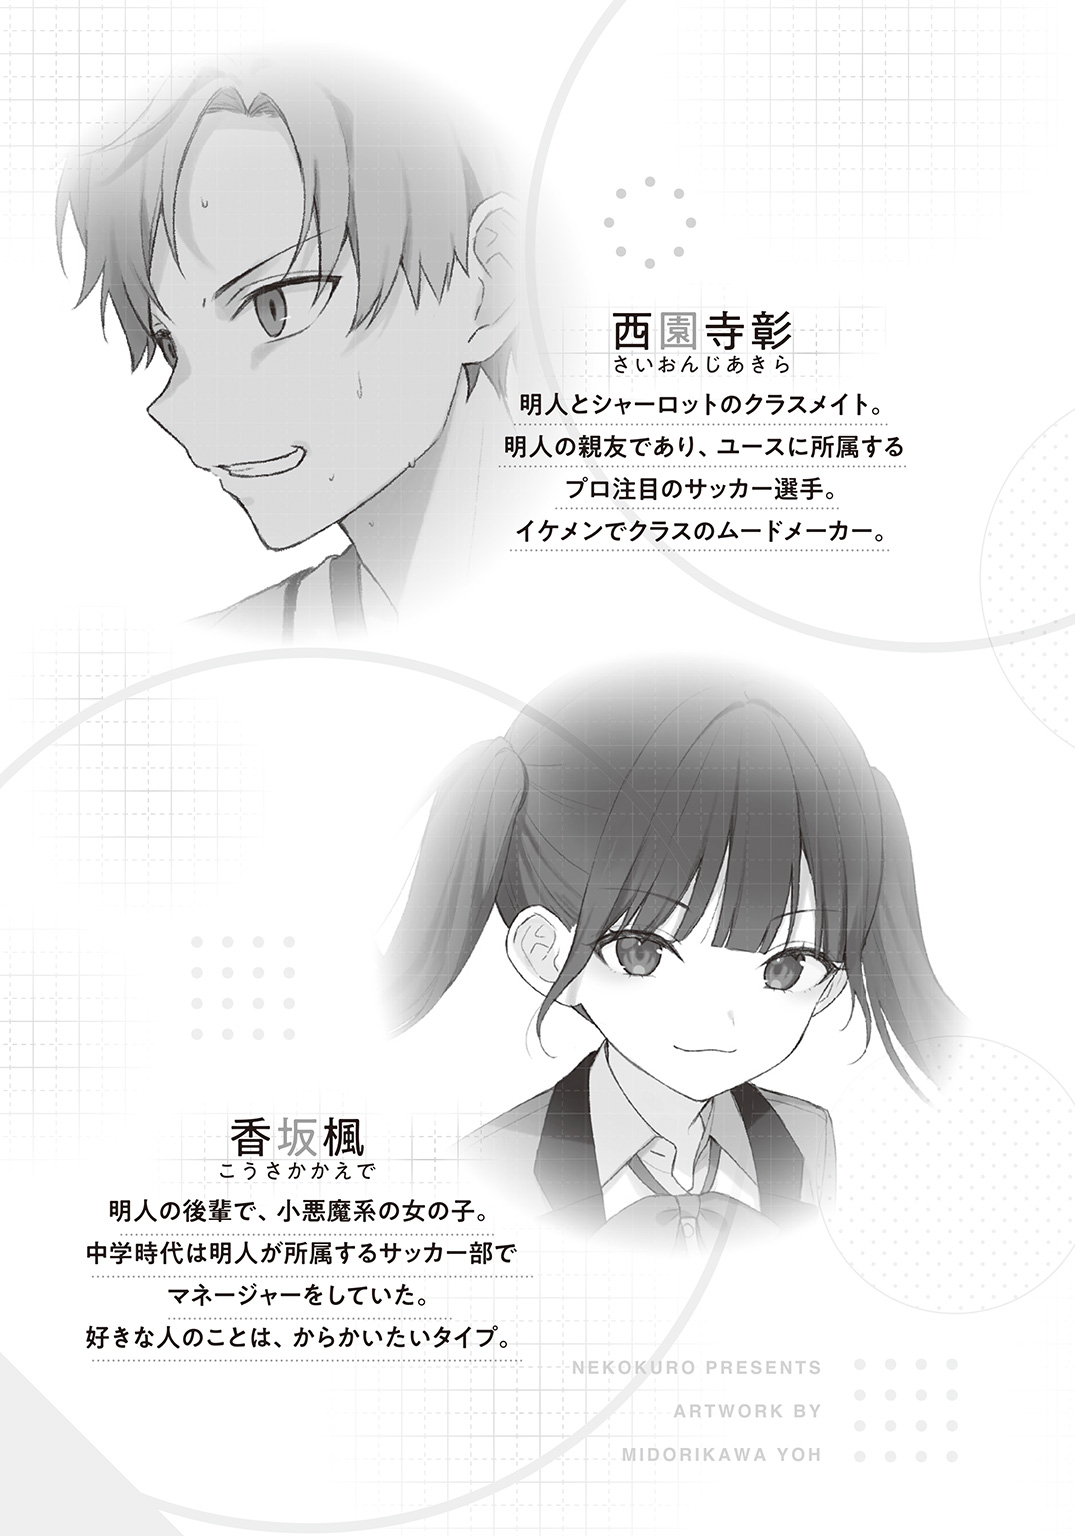 西園寺彰
さいおんじあきら
明人とシャーロットのクラスメイト。
明人の親友であり、ユースに所属する
プロ注目のサッカー選手。
イケメンでクラスのムードメーカー。
香坂楓
こうさかかえで
明人の後輩で、小悪魔系の女の子。
中学時代は明人が所属するサッカー部で
マネージャーをしていた。
好きな人のことは、からかいたいタイプ。
NEKOKURO PRESENTS
ARTWORK BY
MIDORIKAWA YOH